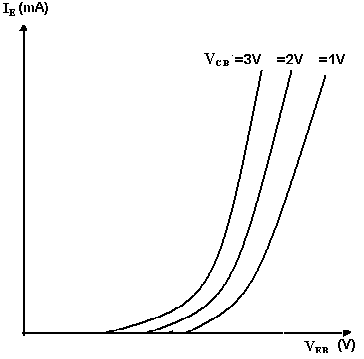 I_E (mA)
V_CB =3V =2V =1V
V_EB (V)